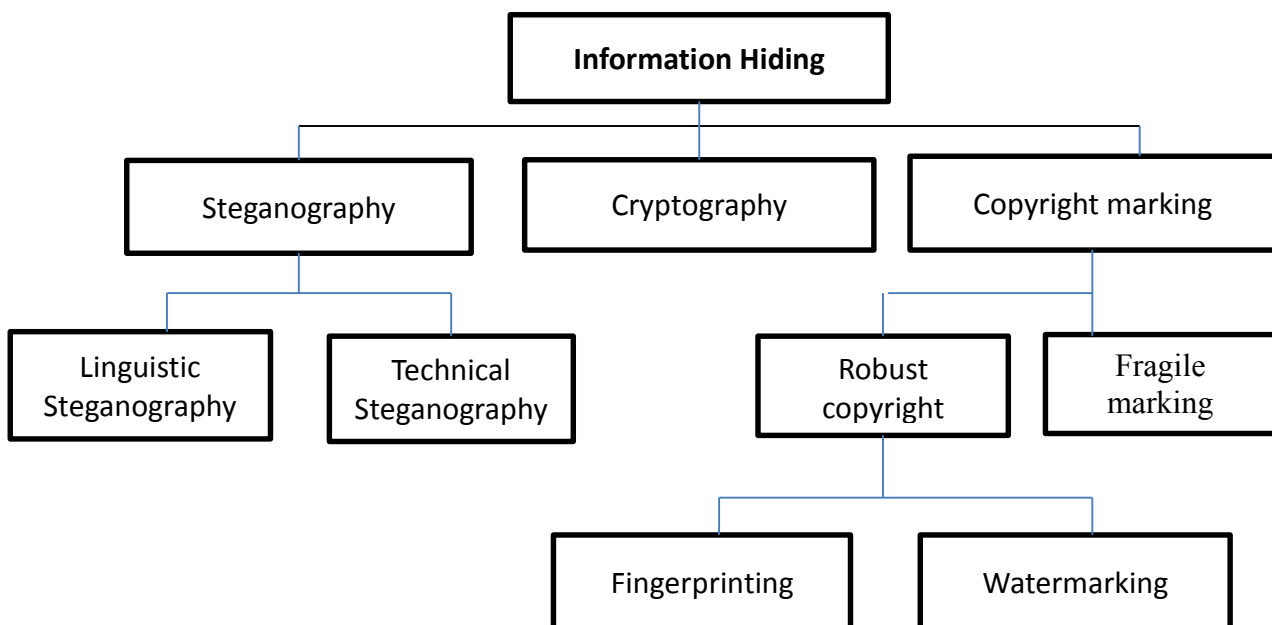 Information Hiding
Steganography
Cryptography
Copyright marking
Linguistic
Steganography
Technical
Steganography
Robust
copyright
Fragile
marking
Fingerprinting
Watermarking